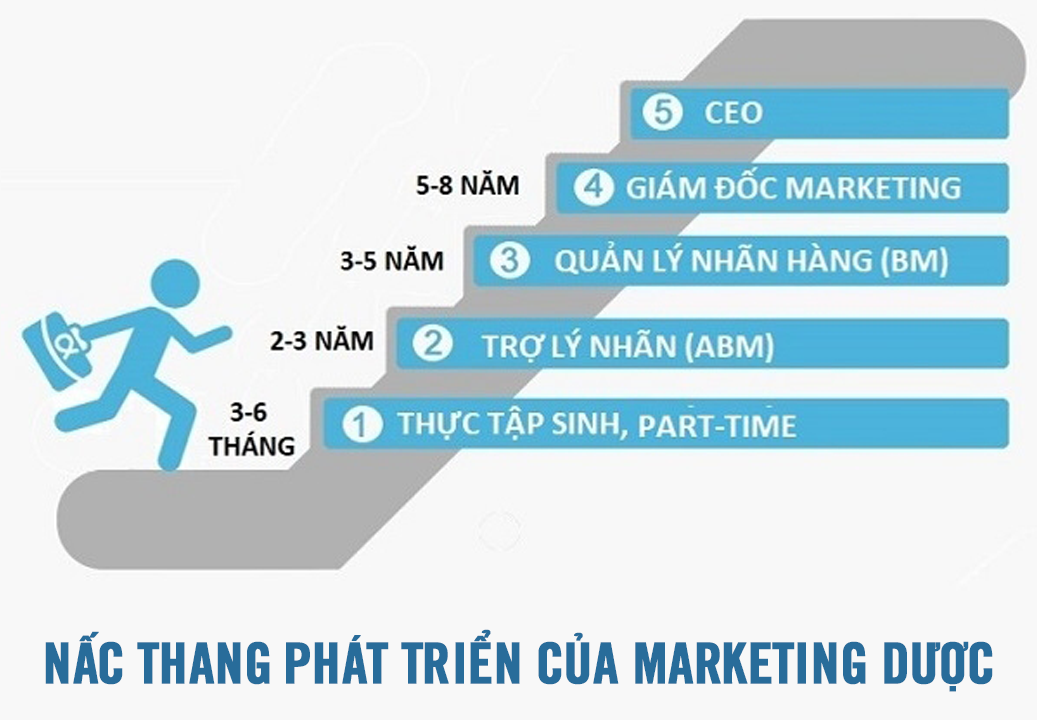 5 CEO
5-8 NĂM
4 GIÁM ĐỐC MARKETING
3-5 NĂM
3 QUẢN LÝ NHÃN HÀNG (BM)
2-3 NĂM
2 TRỢ LÝ NHÃN (ABM)
3-6
THÁNG
1 THỰC TẬP SINH, PART-TIME
NẤC THANG PHÁT TRIỂN CỦA MARKETING DƯỢC